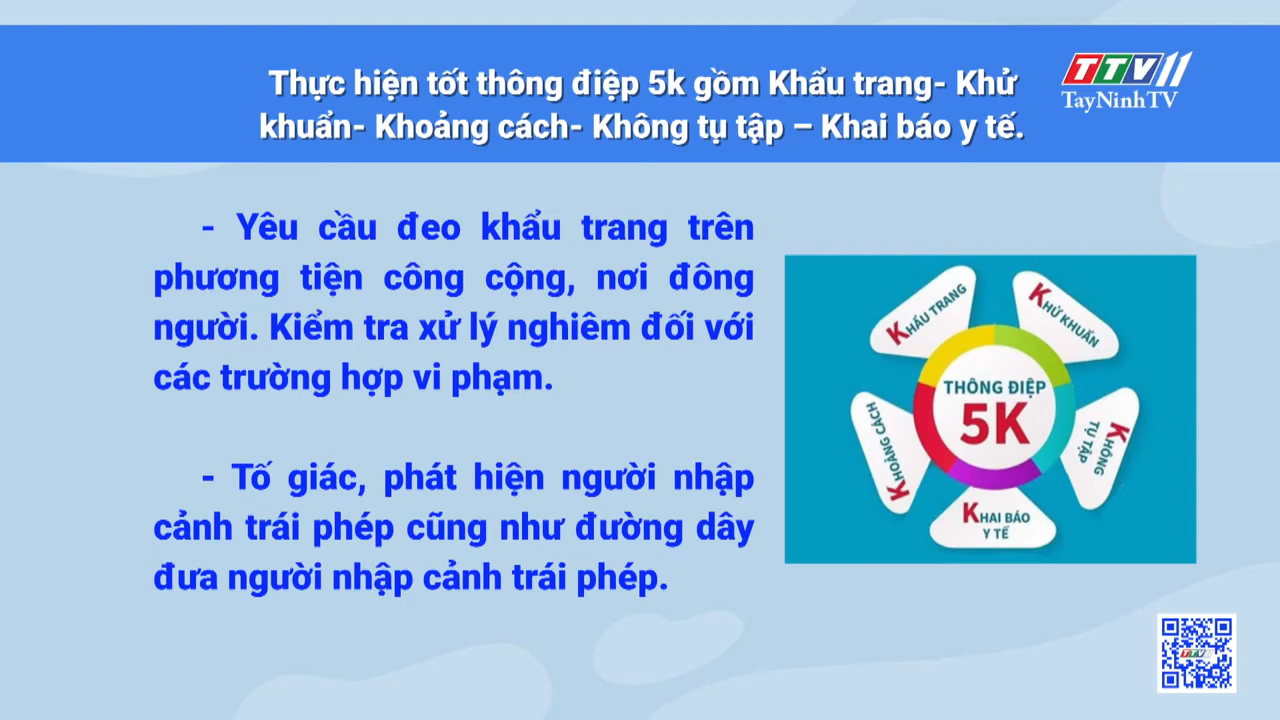 Thực hiện tốt thông điệp 5k gồm Khẩu trang- Khử
khuẩn- Khoảng cách- Không tụ tập – Khai báo y tế.
TTV11
TayNinhTV
- Yêu cầu đeo khẩu trang trên
phương tiện công cộng, nơi đông
người. Kiểm tra xử lý nghiêm đối với
các trường hợp vi phạm.
- Tố giác, phát hiện người nhập
cảnh trái phép cũng như đường dây
đưa người nhập cảnh trái phép.
KHẨU TRANG
KHỬ KHUẨN
THÔNG ĐIỆP
5K
KHOẢNG CÁCH
KHÔNG
TỤ TẬP
KHAI BÁO
Y TẾ
TTV11